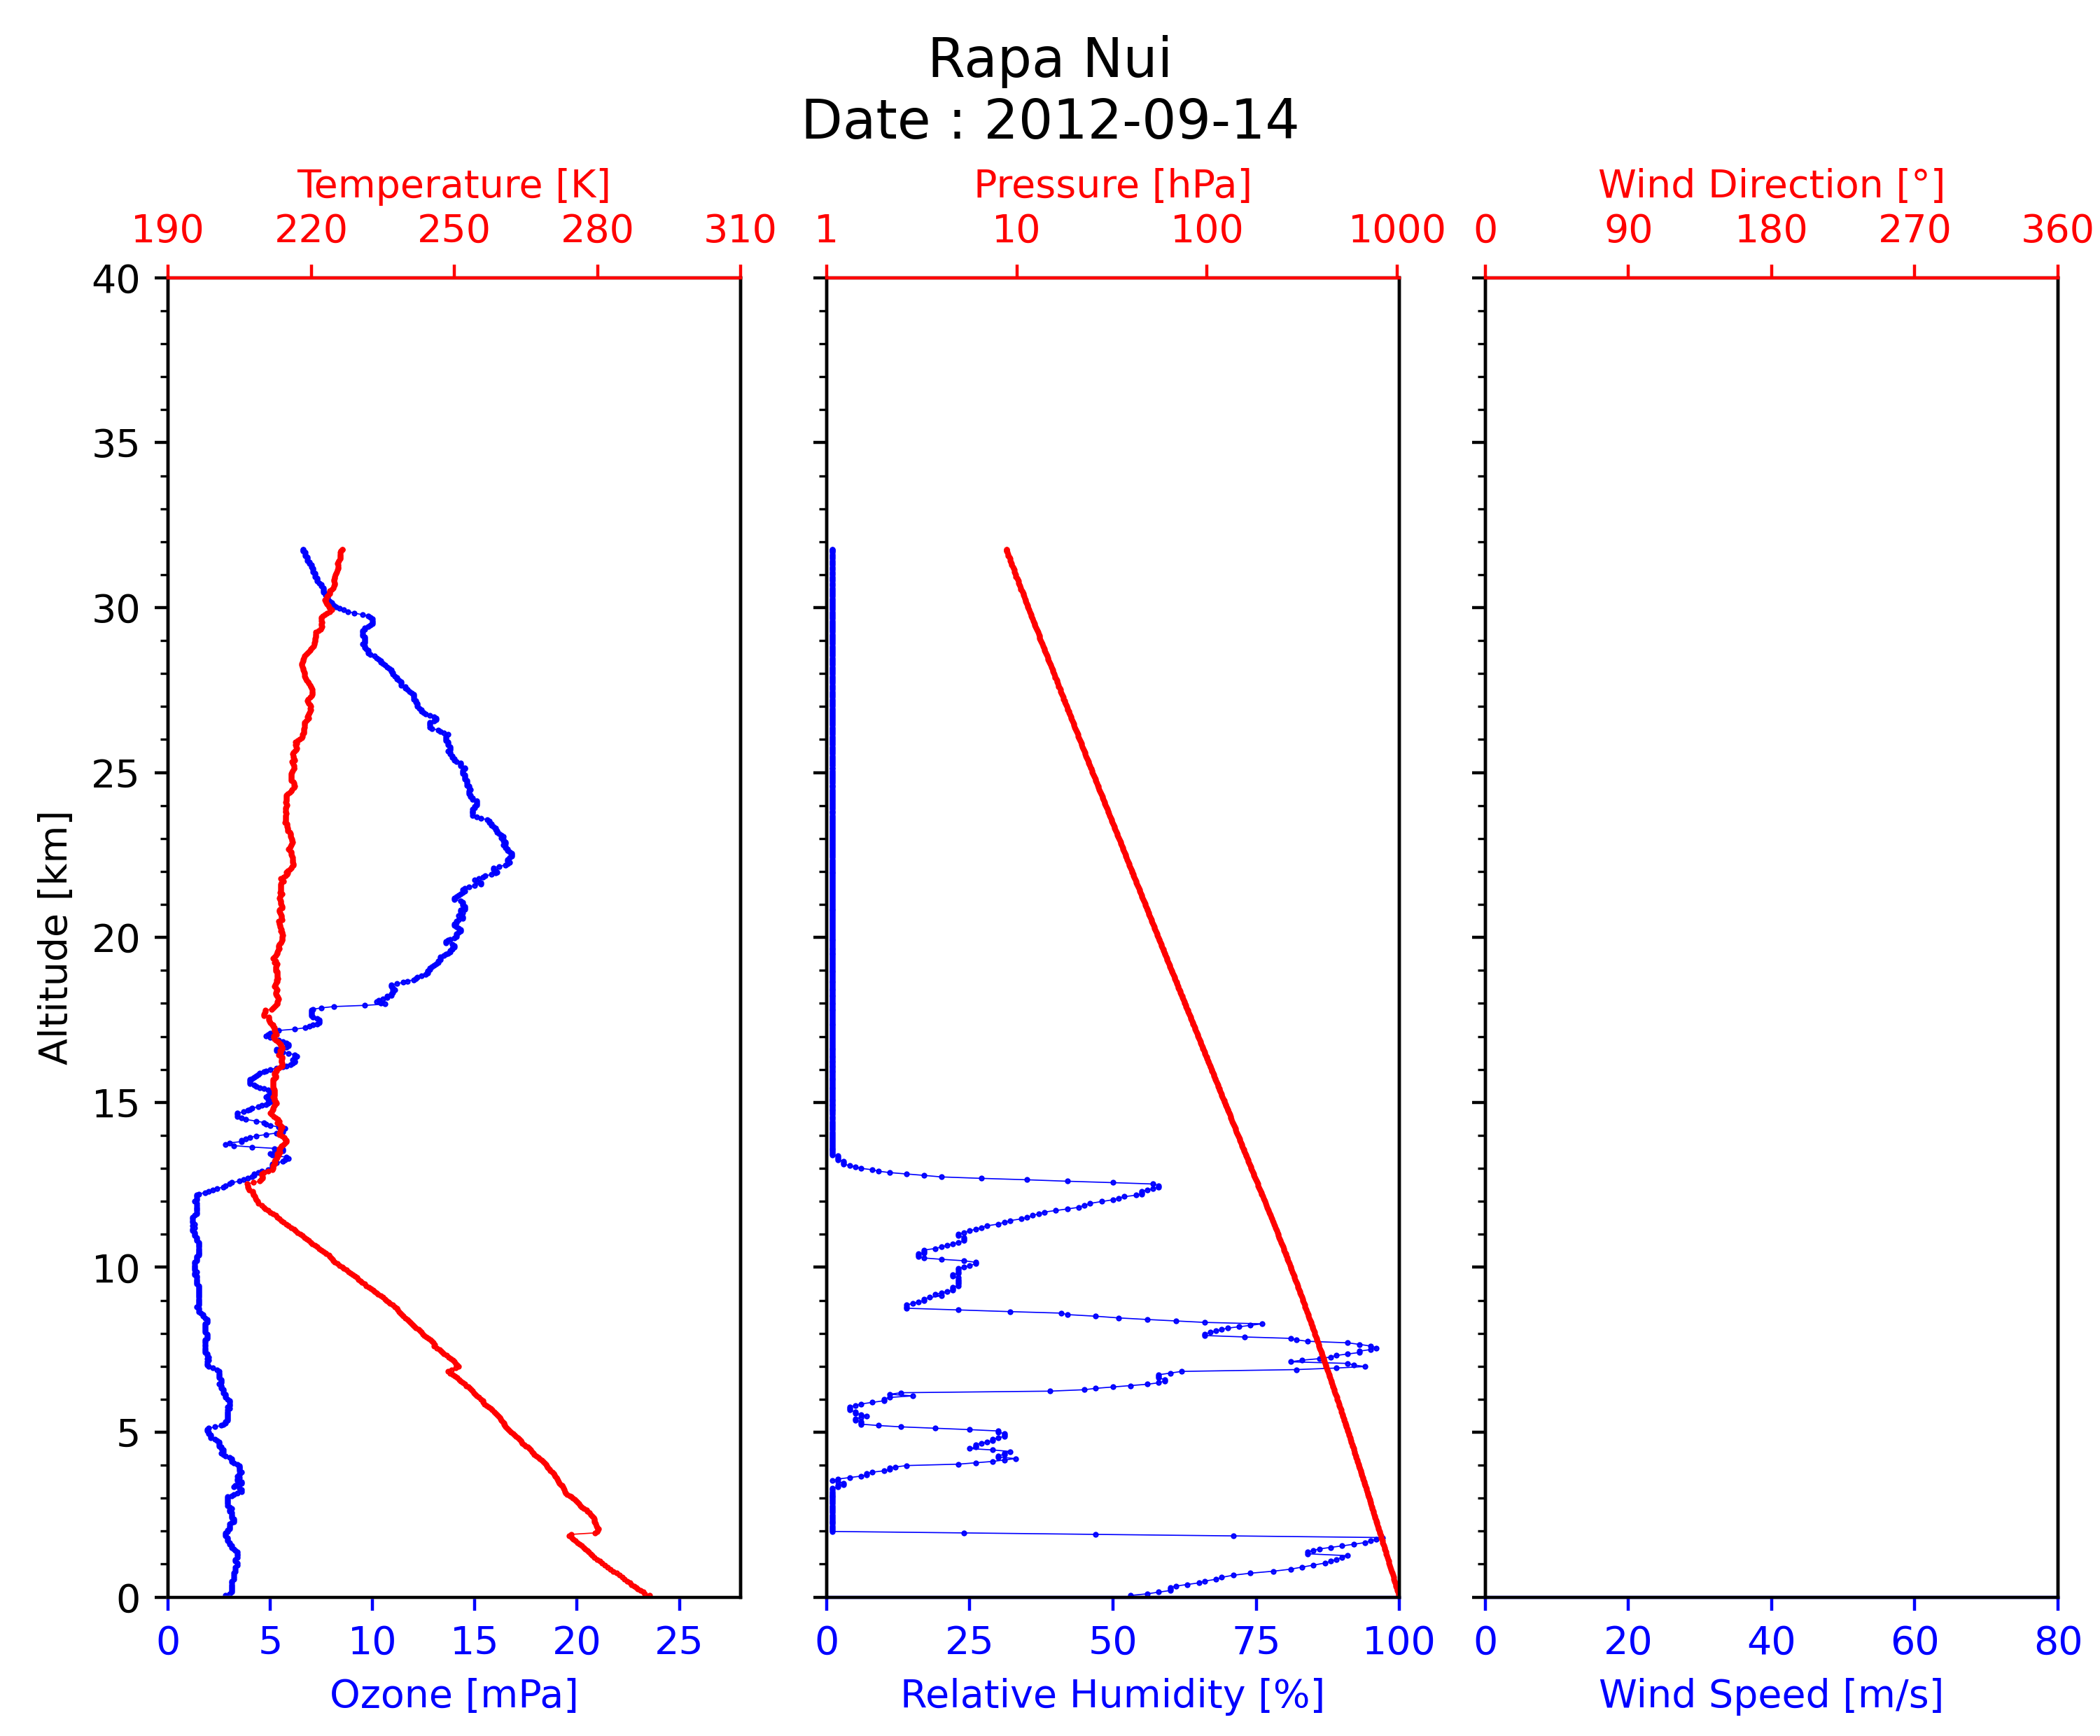 Rapa Nui
Date : 2012-09-14
Temperature [K] Pressure [hPa] Wind Direction [°]
190 220 250 280 310 1 10 100 1000 0 90 180 270 360
40
35
30
25
20
15
10
5
0
Altitude [km]
0 5 10 15 20 25 0 25 50 75 100 0 20 40 60 80
Ozone [mPa] Relative Humidity [%] Wind Speed [m/s]